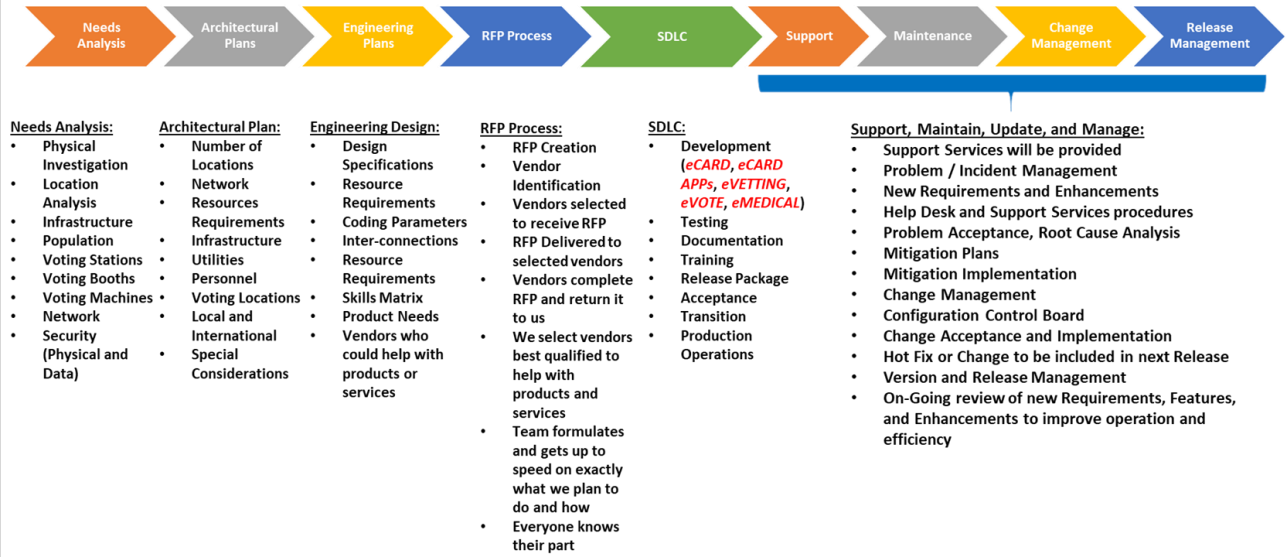 Needs
Analysis
Architectural
Plans
Engineering
Plans
RFP Process
SDLC
Support
Maintenance
Change
Management
Release
Management
Needs Analysis:
• Physical
Investigation
• Location
Analysis
• Infrastructure
• Population
• Voting Stations
• Voting Booths
• Voting Machines
• Network
• Security
(Physical and
Data)
Architectural Plan:
• Number of
Locations
• Network
• Resources
Requirements
• Infrastructure
• Utilities
• Personnel
• Voting Locations
• Local and
International
• Special
Considerations
Engineering Design:
• Design
Specifications
• Resource
Requirements
• Coding Parameters
• Inter-connections
• Resource
Requirements
• Skills Matrix
• Product Needs
• Vendors who
could help with
products or
services
RFP Process:
• RFP Creation
• Vendor
Identification
• Vendors selected
to receive RFP
• RFP Delivered to
selected vendors
• Vendors complete
RFP and return it
to us
• We select vendors
best qualified to
help with
products and
services
• Team formulates
and gets up to
speed on exactly
what we plan to
do and how
• Everyone knows
their part
SDLC:
• Development
(eCARD, eCARD
APPs, eVETTING,
eVOTE, eMEDICAL)
• Testing
• Documentation
• Training
• Release Package
• Acceptance
• Transition
• Production
Operations
Support, Maintain, Update, and Manage:
• Support Services will be provided
• Problem / Incident Management
• New Requirements and Enhancements
• Help Desk and Support Services procedures
• Problem Acceptance, Root Cause Analysis
• Mitigation Plans
• Mitigation Implementation
• Change Management
• Configuration Control Board
• Change Acceptance and Implementation
• Hot Fix or Change to be included in next Release
• Version and Release Management
• On-Going review of new Requirements, Features,
and Enhancements to improve operation and
efficiency